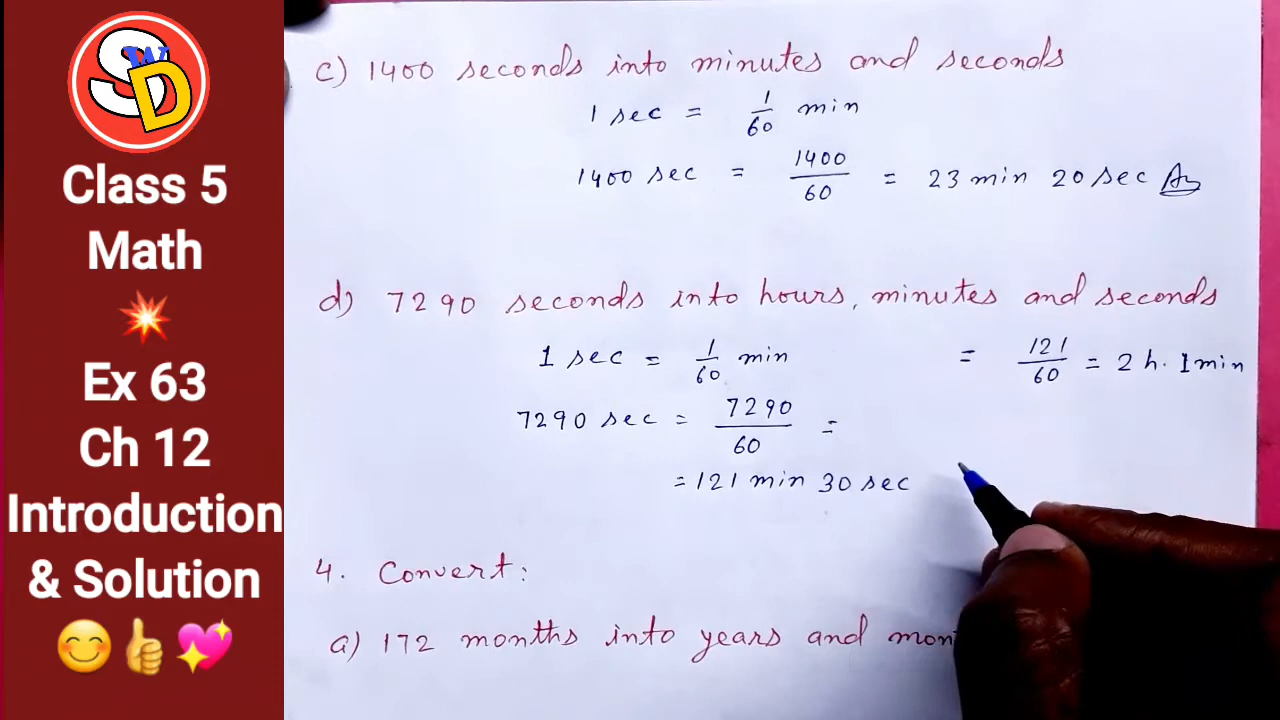 SWD
Class 5
Math
💥
Ex 63
Ch 12
Introduction
& Solution
😊👍💖
c) 1400 seconds into minutes and seconds
1 sec = 1/60 min
1400 sec = 1400/60 = 23 min 20 sec Ans
d) 7290 seconds into hours, minutes and seconds
1 sec = 1/60 min
= 121/60 = 2 h. 1 min
7290 sec = 7290/60 =
= 121 min 30 sec
4. Convert:
a) 172 months into years and mon